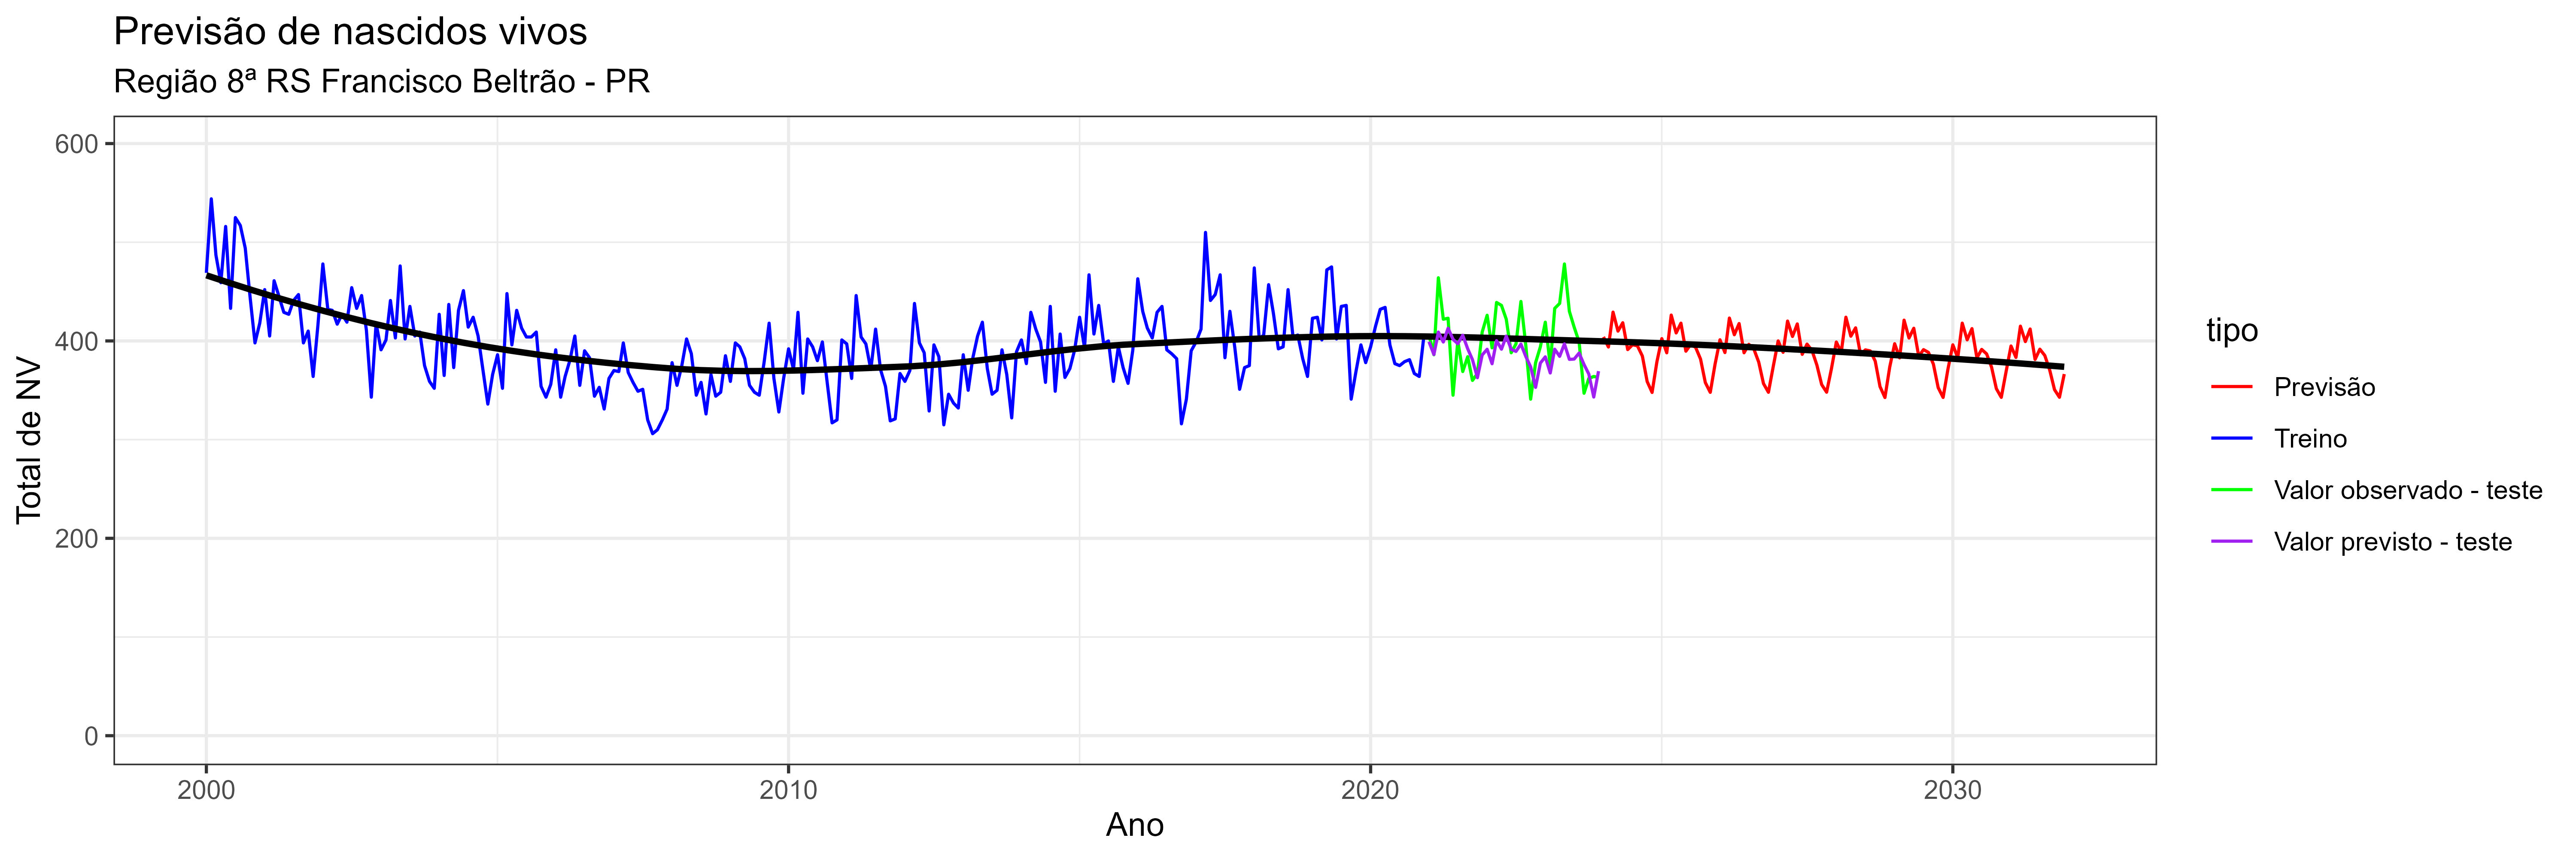 Previsão de nascidos vivos
Região 8ª RS Francisco Beltrão - PR
Total de NV
600
400
200
0
2000
2010
2020
2030
Ano
tipo
Previsão
Treino
Valor observado - teste
Valor previsto - teste